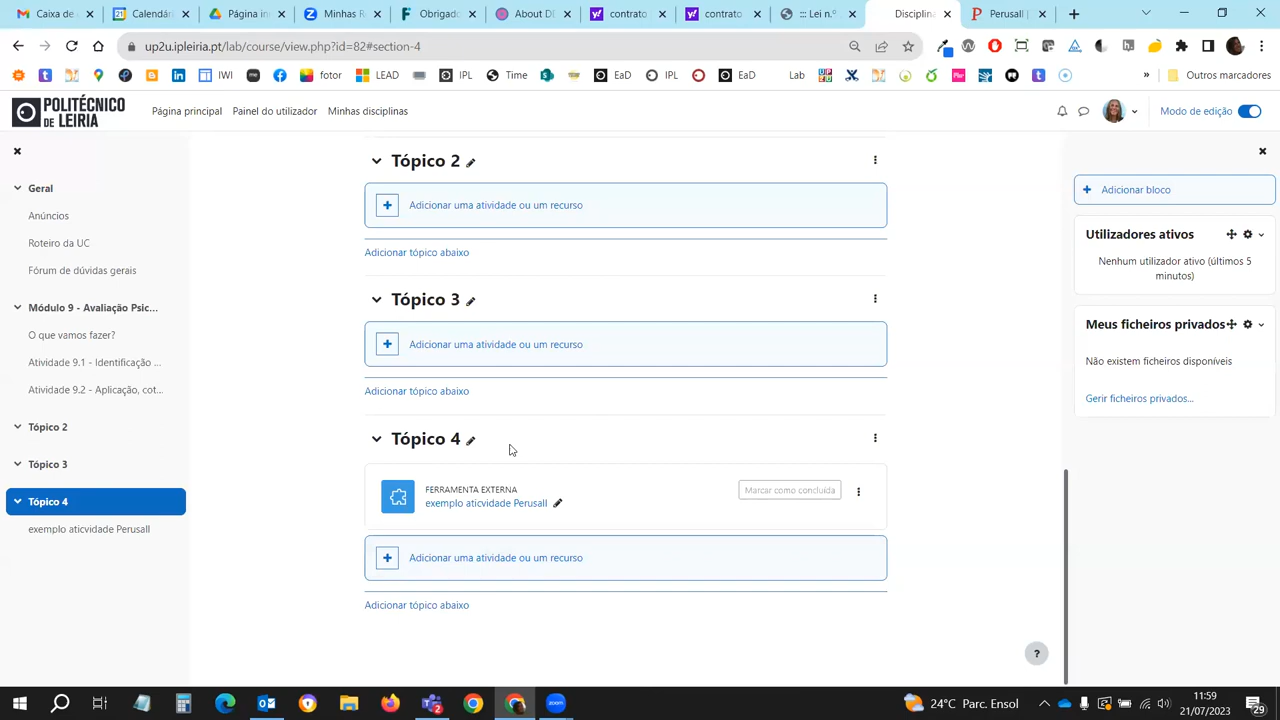 Caixa de e
Calendári
Página in
Minhas R
Obrigado
About Us
contrato
contrato
::: Lei n.º
Disciplina
Perusall |
up2u.ipleiria.pt/lab/course/view.php?id=82#section-4
IWI
fotor
LEAD
IPL
Time
EaD
IPL
EaD
Lab
»
Outros marcadores
POLITÉCNICO
DE LEIRIA
Página principal
Painel do utilizador
Minhas disciplinas
Modo de edição
Geral
Anúncios
Roteiro da UC
Fórum de dúvidas gerais
Módulo 9 - Avaliação Psic...
O que vamos fazer?
Atividade 9.1 - Identificação ...
Atividade 9.2 - Aplicação, cot...
Tópico 2
Tópico 3
Tópico 4
exemplo aticvidade Perusall
Tópico 2
Adicionar uma atividade ou um recurso
Adicionar tópico abaixo
Tópico 3
Adicionar uma atividade ou um recurso
Adicionar tópico abaixo
Tópico 4
FERRAMENTA EXTERNA
exemplo aticvidade Perusall
Marcar como concluída
Adicionar uma atividade ou um recurso
Adicionar tópico abaixo
Adicionar bloco
Utilizadores ativos
Nenhum utilizador ativo (últimos 5
minutos)
Meus ficheiros privados
Não existem ficheiros disponíveis
Gerir ficheiros privados...
?
24°C Parc. Ensol
11:59
21/07/2023
29